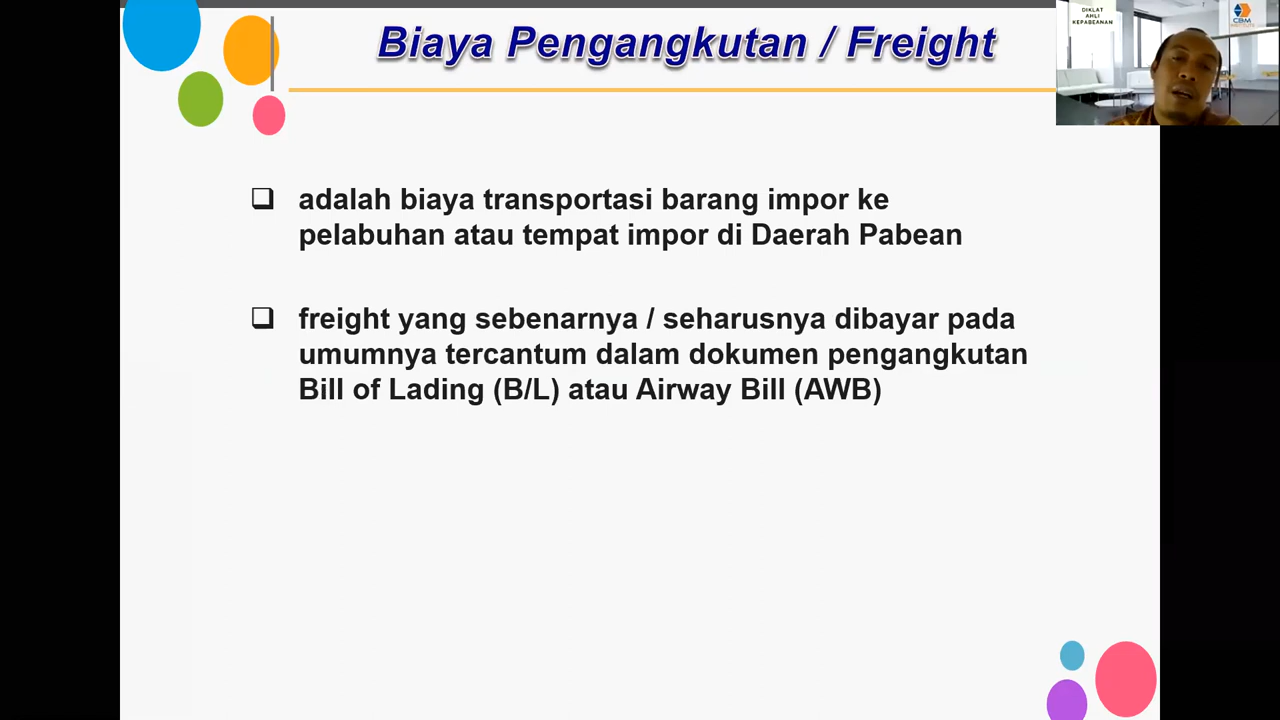 Biaya Pengangkutan / Freight
DIKLAT
AHLI
KEPABEANAN
CBM
INSTITUTE
adalah biaya transportasi barang impor ke
pelabuhan atau tempat impor di Daerah Pabean
freight yang sebenarnya / seharusnya dibayar pada
umumnya tercantum dalam dokumen pengangkutan
Bill of Lading (B/L) atau Airway Bill (AWB)